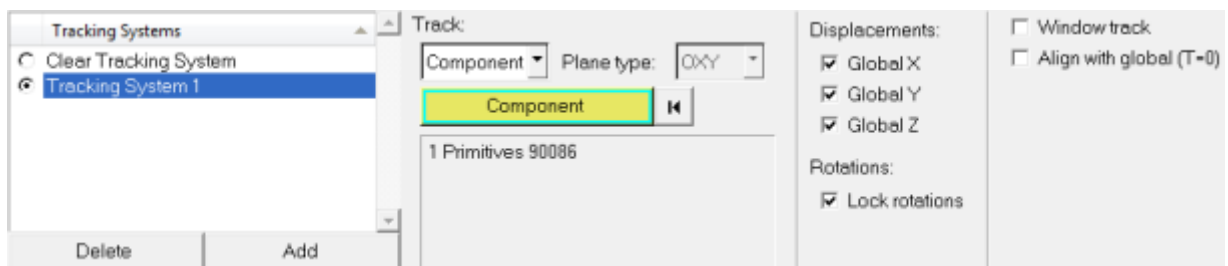 Tracking Systems
Clear Tracking System
Tracking System 1
Delete Add
Track:
Component Plane type: OXY
Component
1 Primitives 90086
Displacements:
Global X
Global Y
Global Z
Rotations:
Lock rotations
Window track
Align with global (T=0)